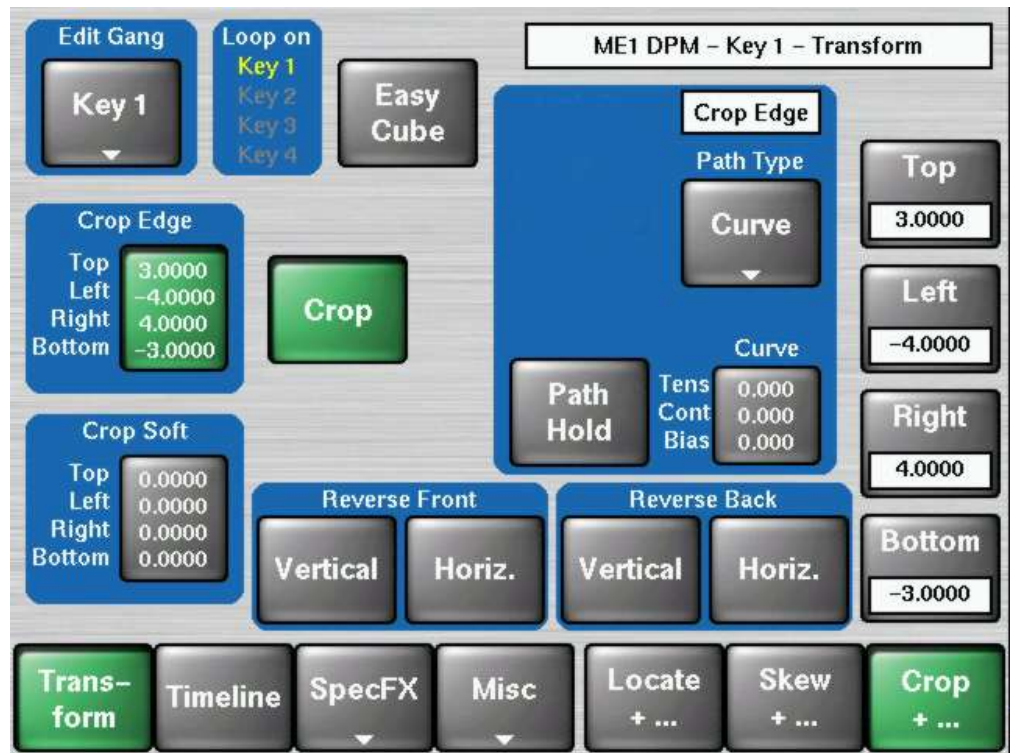 Edit Gang
Key 1
Loop on
Key 1
Key 2
Key 3
Key 4
Easy
Cube
ME1 DPM – Key 1 – Transform
Crop Edge
Path Type
Curve
Curve
Path
Hold
Tens 0.000
Cont 0.000
Bias 0.000
Top
3.0000
Left
−4.0000
Right
4.0000
Bottom
−3.0000
Crop Edge
Top 3.0000
Left −4.0000
Right 4.0000
Bottom −3.0000
Crop
Crop Soft
Top 0.0000
Left 0.0000
Right 0.0000
Bottom 0.0000
Reverse Front
Vertical
Horiz.
Reverse Back
Vertical
Horiz.
Trans–
form
Timeline
SpecFX
Misc
Locate
+ ...
Skew
+ ...
Crop
+ ...